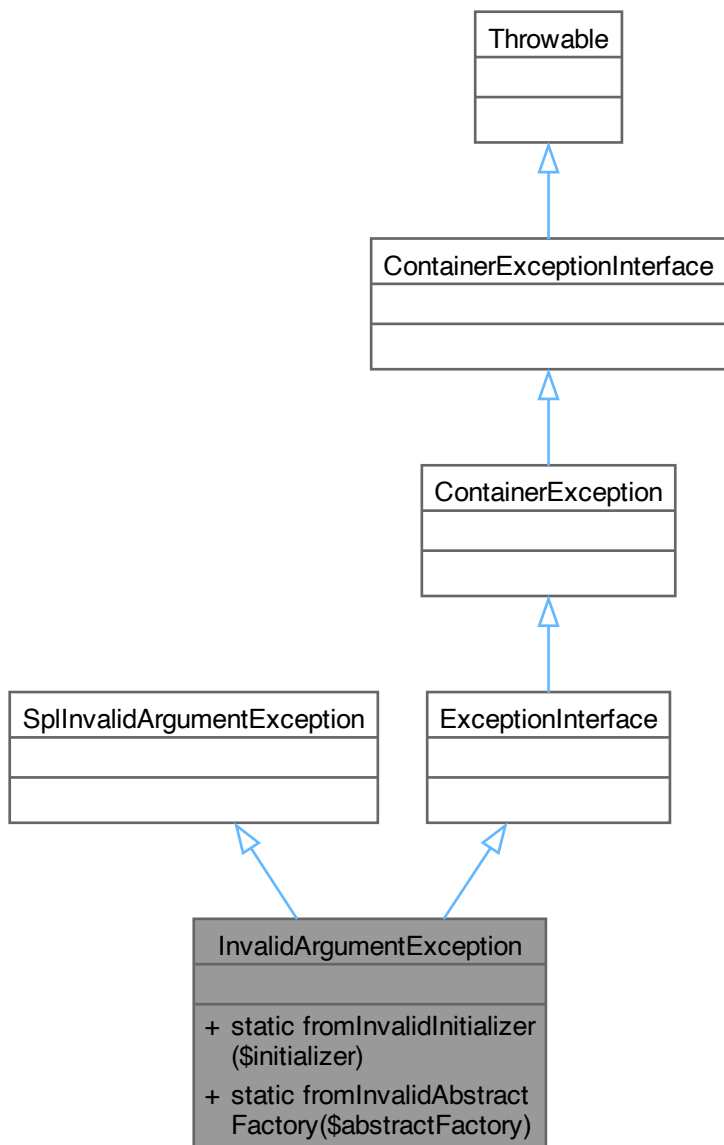 Throwable
ContainerExceptionInterface
ContainerException
SplInvalidArgumentException
ExceptionInterface
InvalidArgumentException
+ static fromInvalidInitializer
($initializer)
+ static fromInvalidAbstract
Factory($abstractFactory)